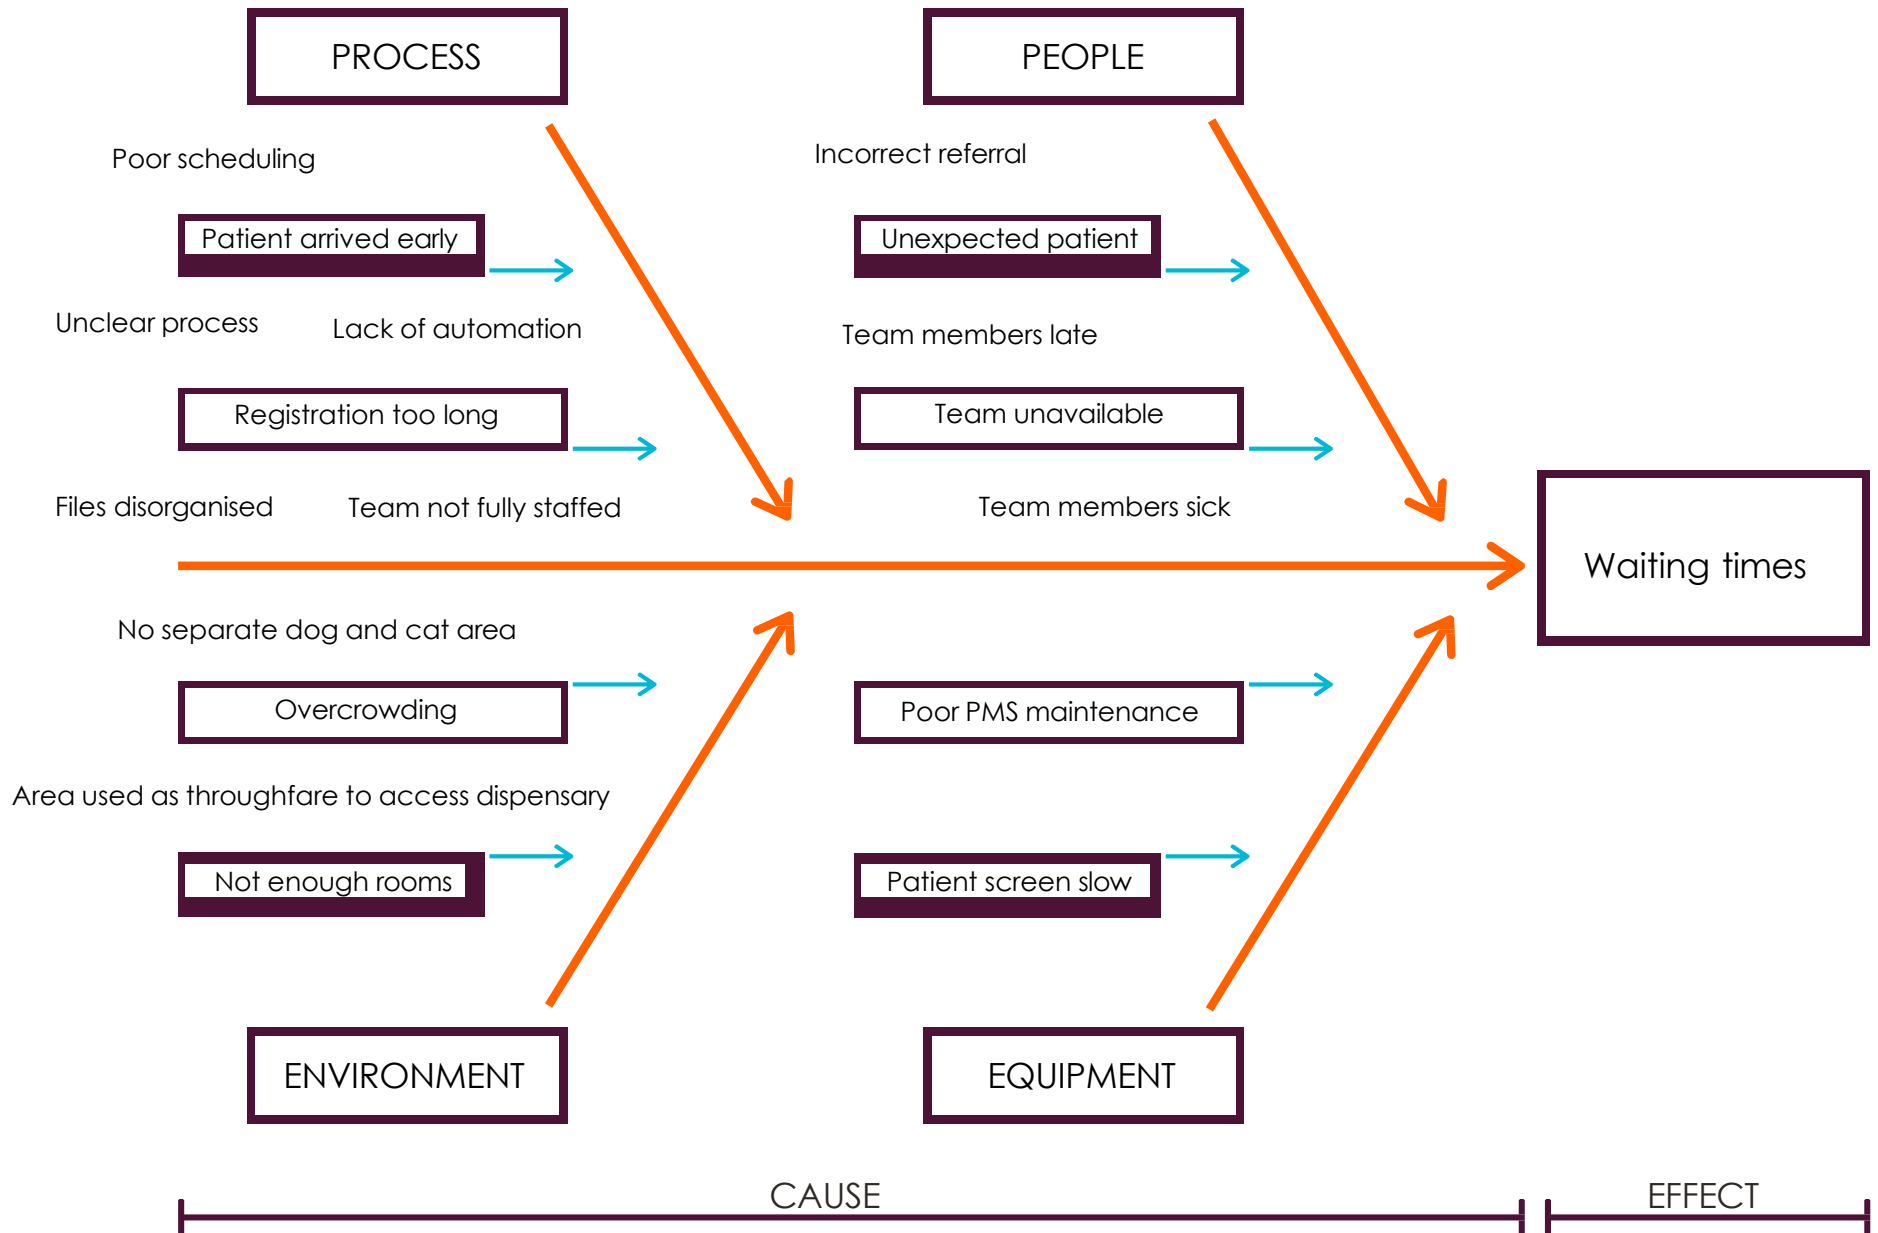 PROCESS
PEOPLE
Poor scheduling
Incorrect referral
Patient arrived early
Unexpected patient
Unclear process
Lack of automation
Team members late
Registration too long
Team unavailable
Files disorganised
Team not fully staffed
Team members sick
Waiting times
No separate dog and cat area
Overcrowding
Poor PMS maintenance
Area used as throughfare to access dispensary
Not enough rooms
Patient screen slow
ENVIRONMENT
EQUIPMENT
CAUSE
EFFECT